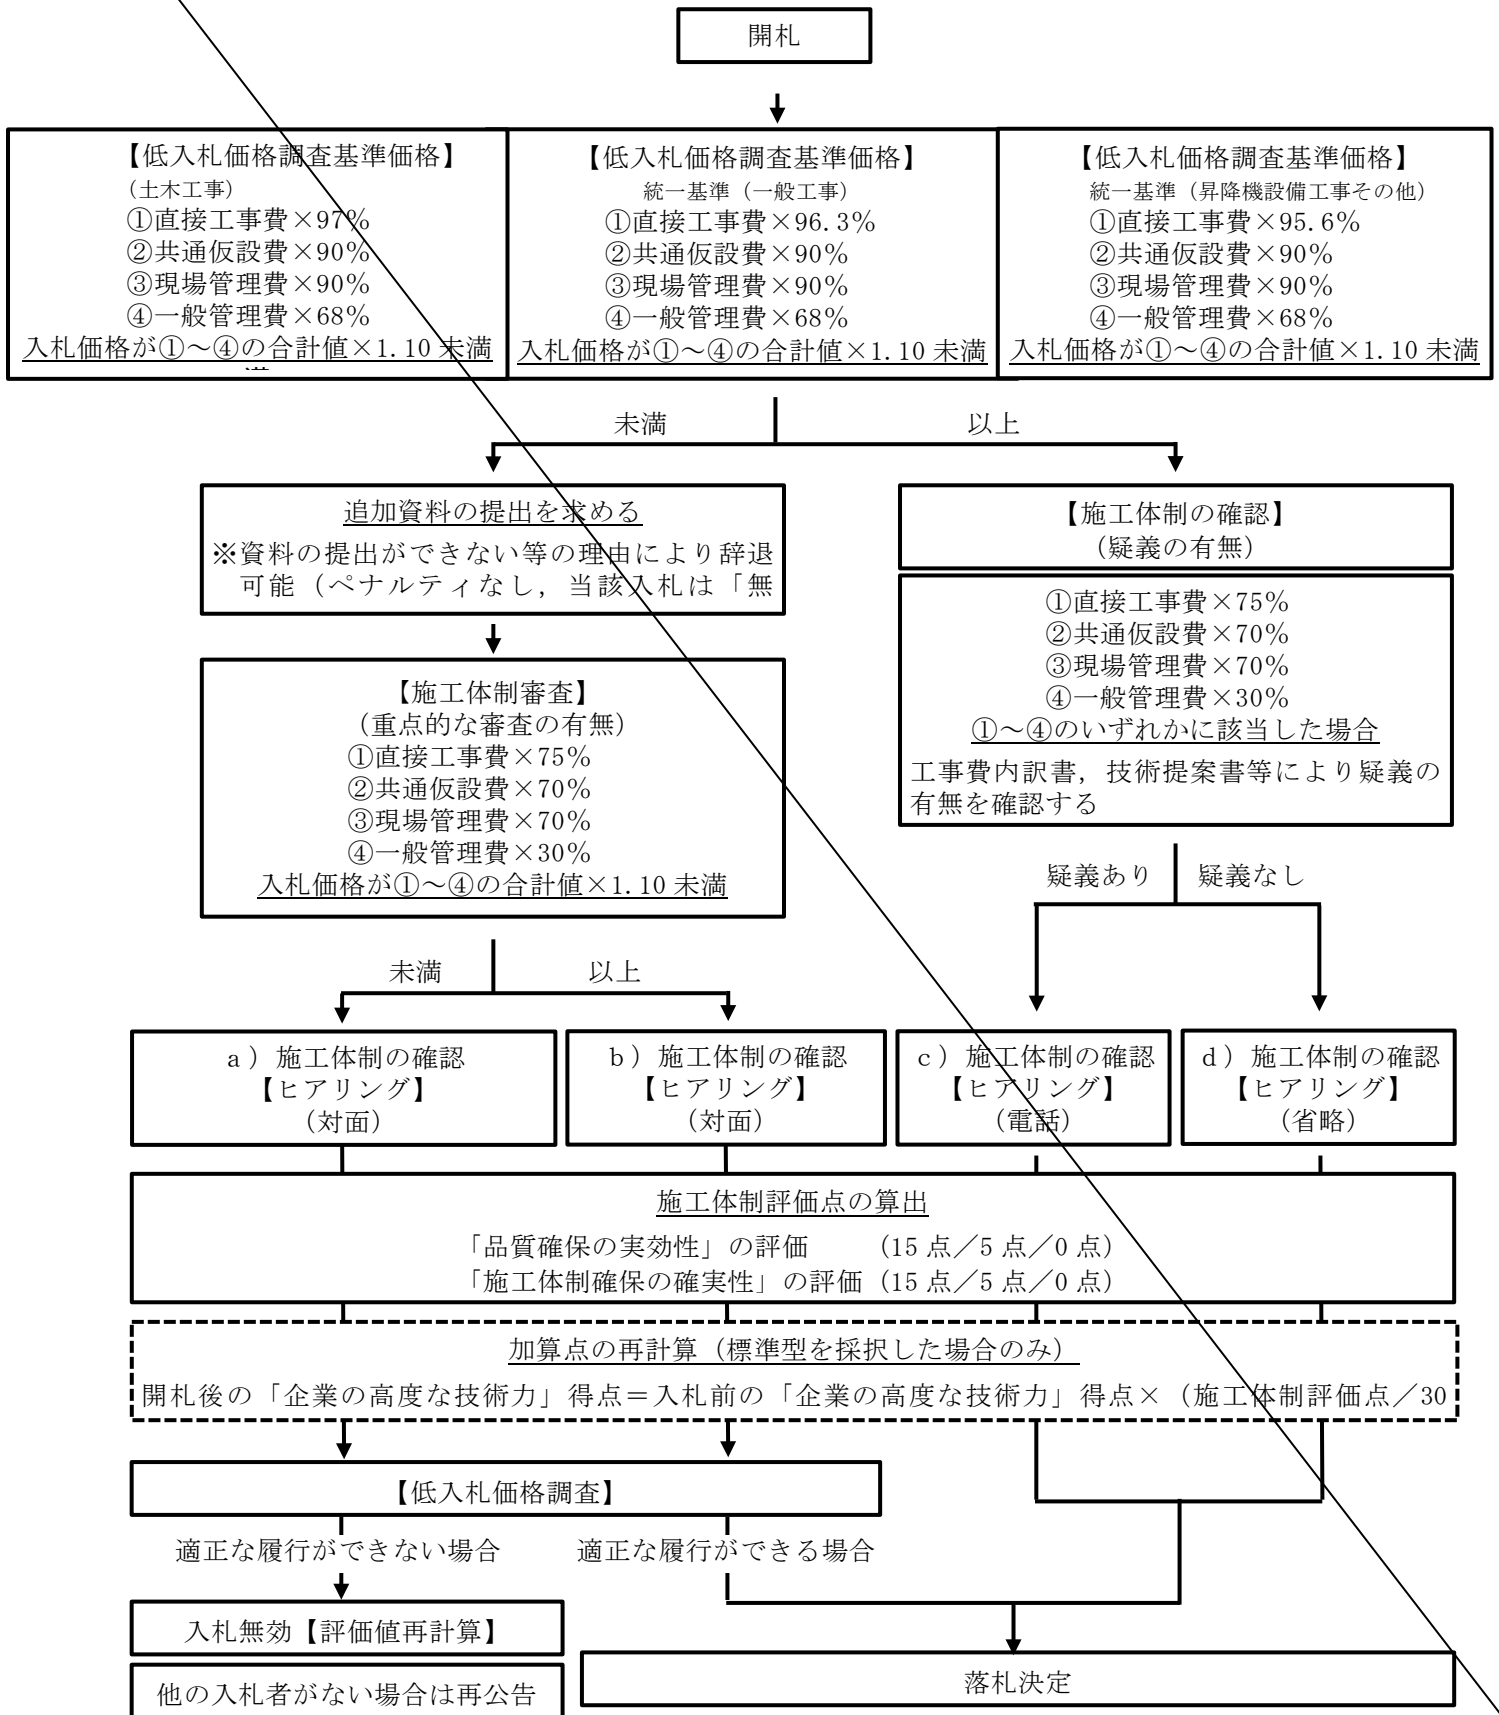 開札
【低入札価格調査基準価格】
(土木工事)
①直接工事費×97%
②共通仮設費×90%
③現場管理費×90%
④一般管理費×68%
入札価格が①～④の合計値×1.10 未満
【低入札価格調査基準価格】
統一基準（一般工事）
①直接工事費×96.3%
②共通仮設費×90%
③現場管理費×90%
④一般管理費×68%
入札価格が①～④の合計値×1.10 未満
【低入札価格調査基準価格】
統一基準（昇降機設備工事その他）
①直接工事費×95.6%
②共通仮設費×90%
③現場管理費×90%
④一般管理費×68%
入札価格が①～④の合計値×1.10 未満
未満
以上
追加資料の提出を求める
※資料の提出ができない等の理由により辞退
可能（ペナルティなし，当該入札は「無
【施工体制の確認】
（疑義の有無）
①直接工事費×75%
②共通仮設費×70%
③現場管理費×70%
④一般管理費×30%
①～④のいずれかに該当した場合
工事費内訳書，技術提案書等により疑義の
有無を確認する
【施工体制審査】
（重点的な審査の有無）
①直接工事費×75%
②共通仮設費×70%
③現場管理費×70%
④一般管理費×30%
入札価格が①～④の合計値×1.10 未満
疑義あり
疑義なし
未満
以上
a）施工体制の確認
【ヒアリング】
（対面）
b）施工体制の確認
【ヒアリング】
（対面）
c）施工体制の確認
【ヒアリング】
（電話）
d）施工体制の確認
【ヒアリング】
（省略）
施工体制評価点の算出
「品質確保の実効性」の評価　　（15 点／5 点／0 点）
「施工体制確保の確実性」の評価（15 点／5 点／0 点）
加算点の再計算（標準型を採択した場合のみ）
開札後の「企業の高度な技術力」得点＝入札前の「企業の高度な技術力」得点×（施工体制評価点／30
【低入札価格調査】
適正な履行ができない場合
適正な履行ができる場合
入札無効【評価値再計算】
他の入札者がない場合は再公告
落札決定